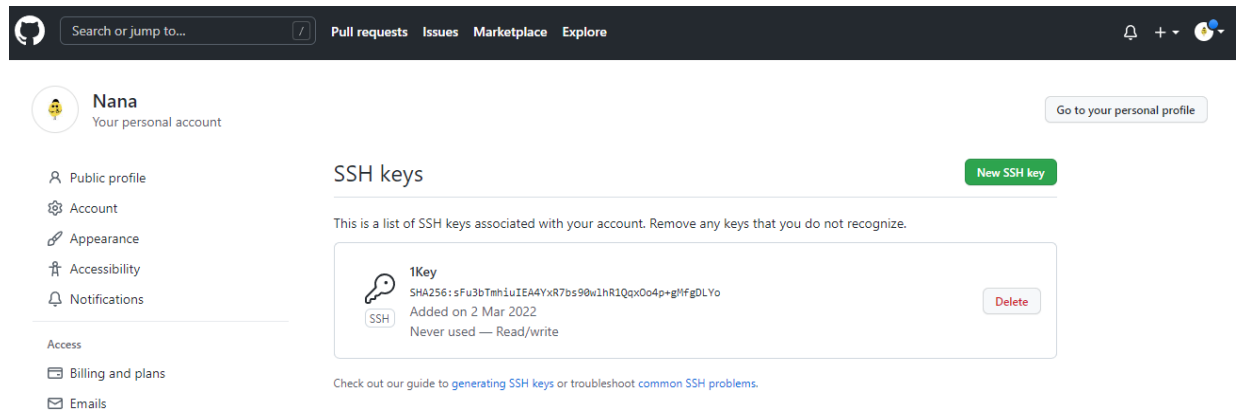 Search or jump to... /
Pull requests Issues Marketplace Explore
Nana
Your personal account
Go to your personal profile
Public profile
Account
Appearance
Accessibility
Notifications
Access
Billing and plans
Emails
SSH keys
New SSH key
This is a list of SSH keys associated with your account. Remove any keys that you do not recognize.
1Key
SHA256:sFu3bTmhiuIEA4YxR7bs90wlhR1QqxOo4p+gMfgDLYo
Added on 2 Mar 2022
Never used — Read/write
SSH
Delete
Check out our guide to generating SSH keys or troubleshoot common SSH problems.